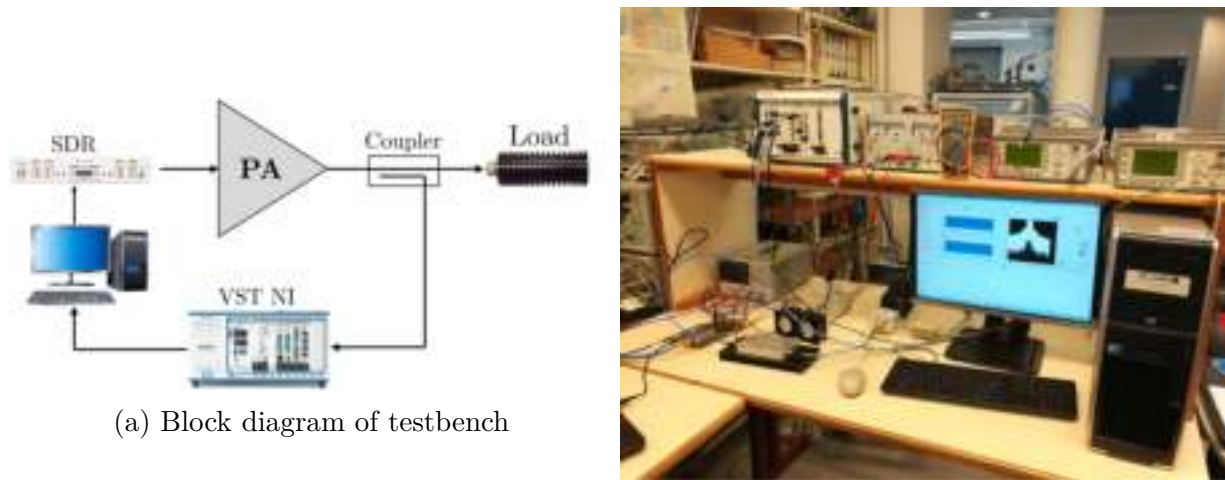 SDR
PA
Coupler
Load
VST NI
(a) Block diagram of testbench